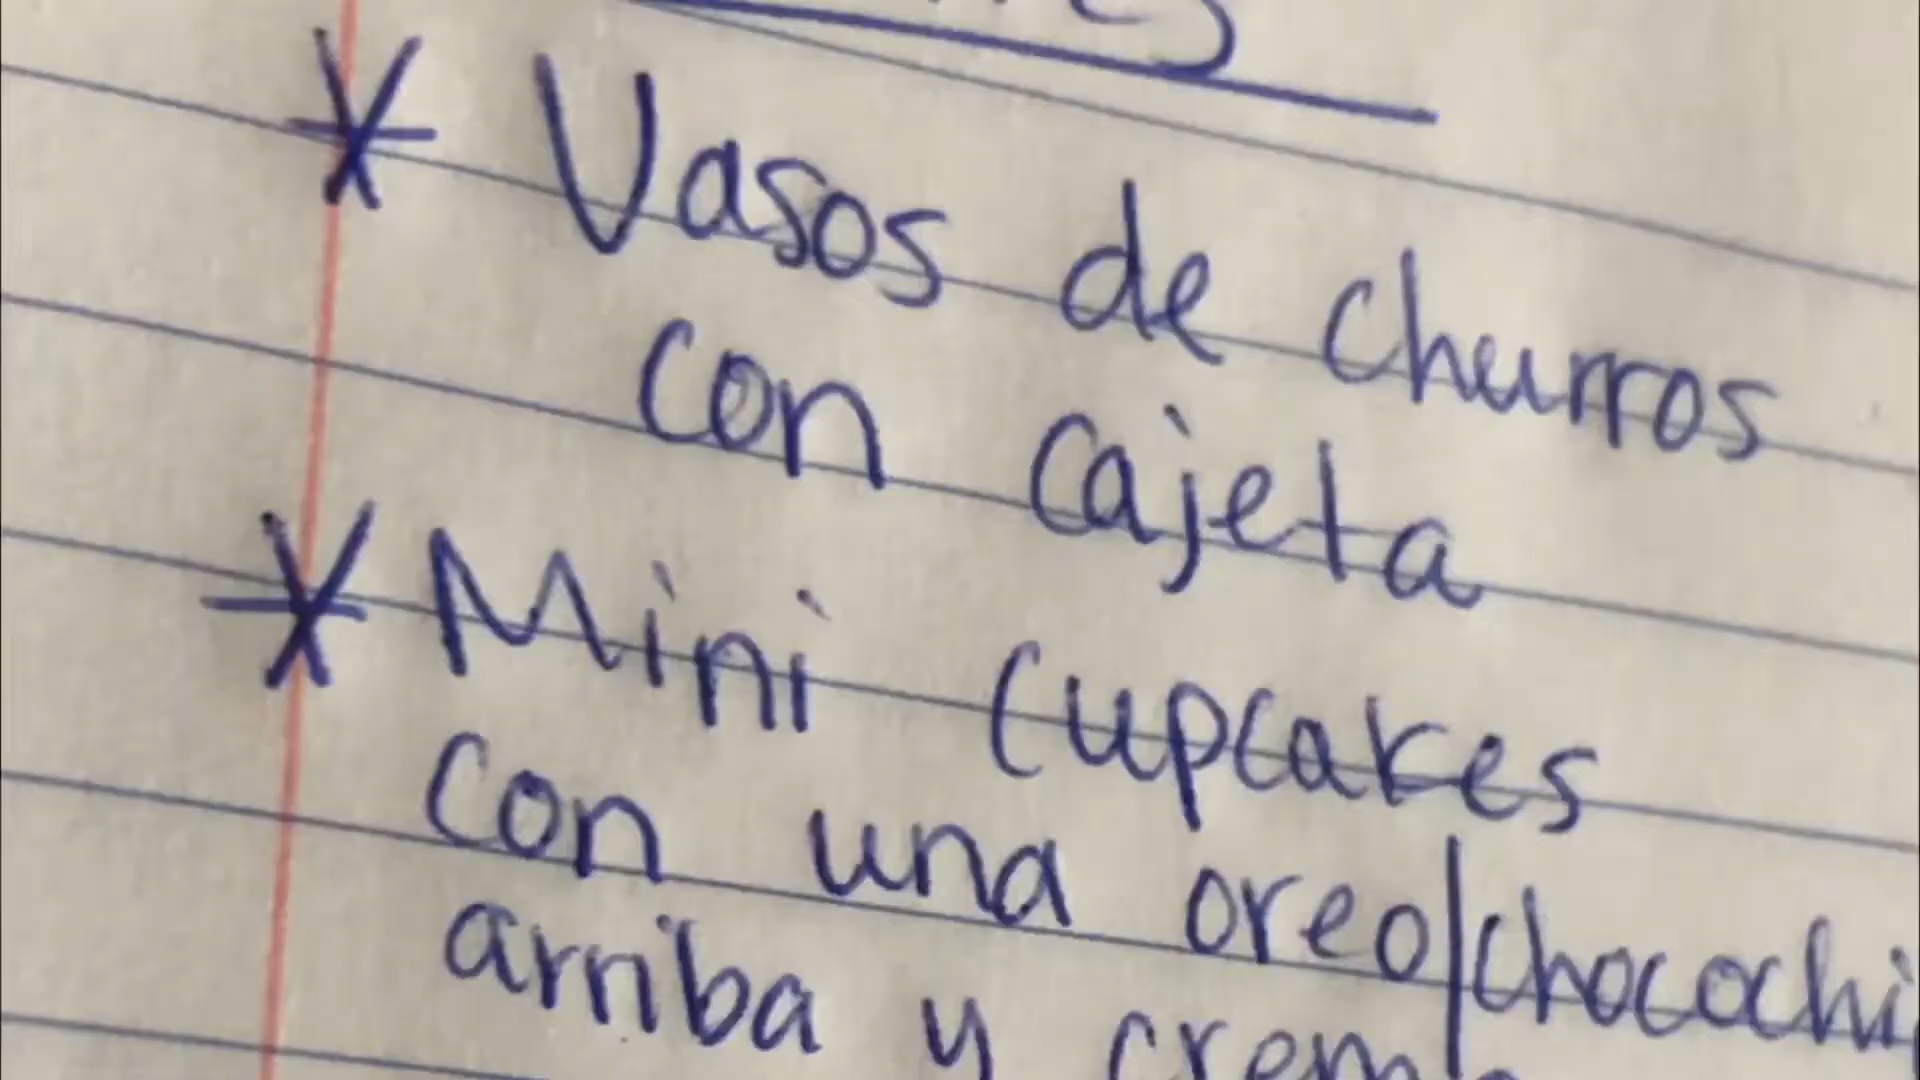 * Vasos de churros
con cajeta
* Mini cupcakes
con una oreo/chocochi
arriba y